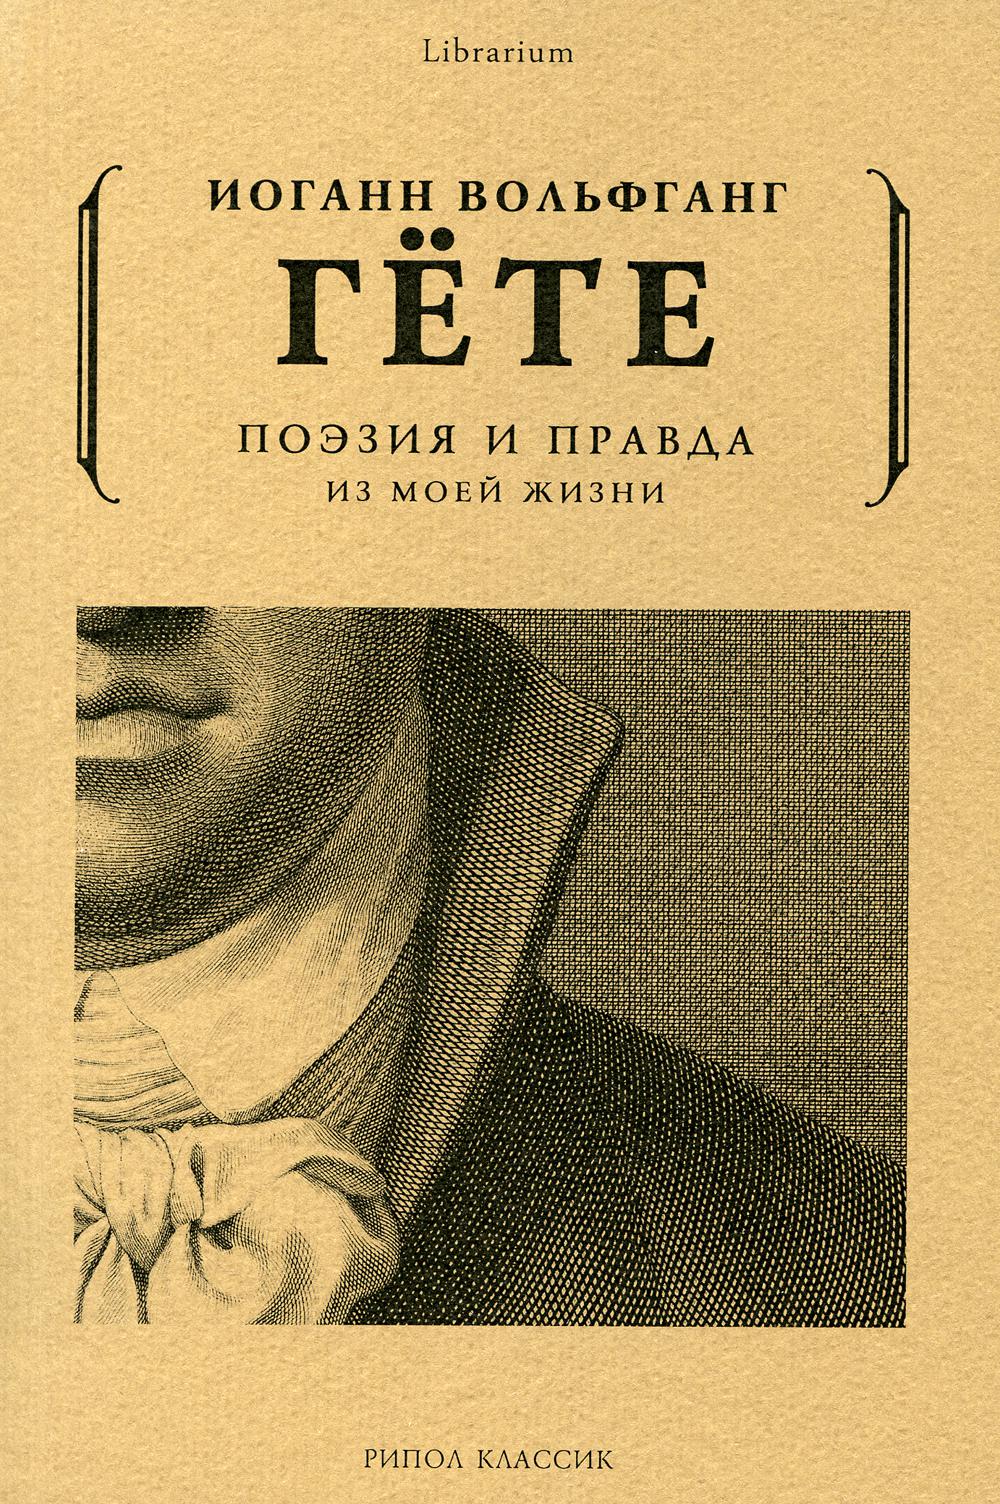 Librarium
ИОГАНН ВОЛЬФГАНГ
ГЁТЕ
ПОЭЗИЯ И ПРАВДА
ИЗ МОЕЙ ЖИЗНИ
РИПОЛ КЛАССИК